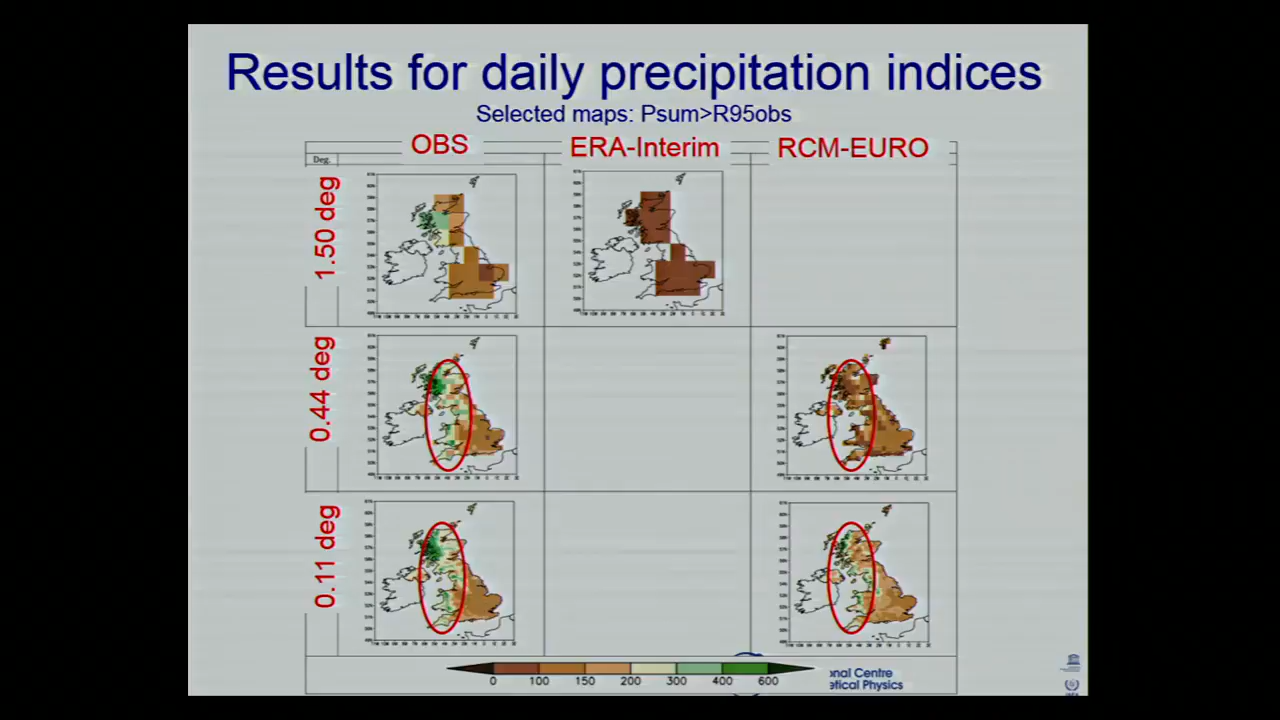 Results for daily precipitation indices
Selected maps: Psum>R95obs
OBS
ERA-Interim
RCM-EURO
Deg.
1.50 deg
0.44 deg
0.11 deg
0 100 150 200 300 400 600
onal Centre
etical Physics